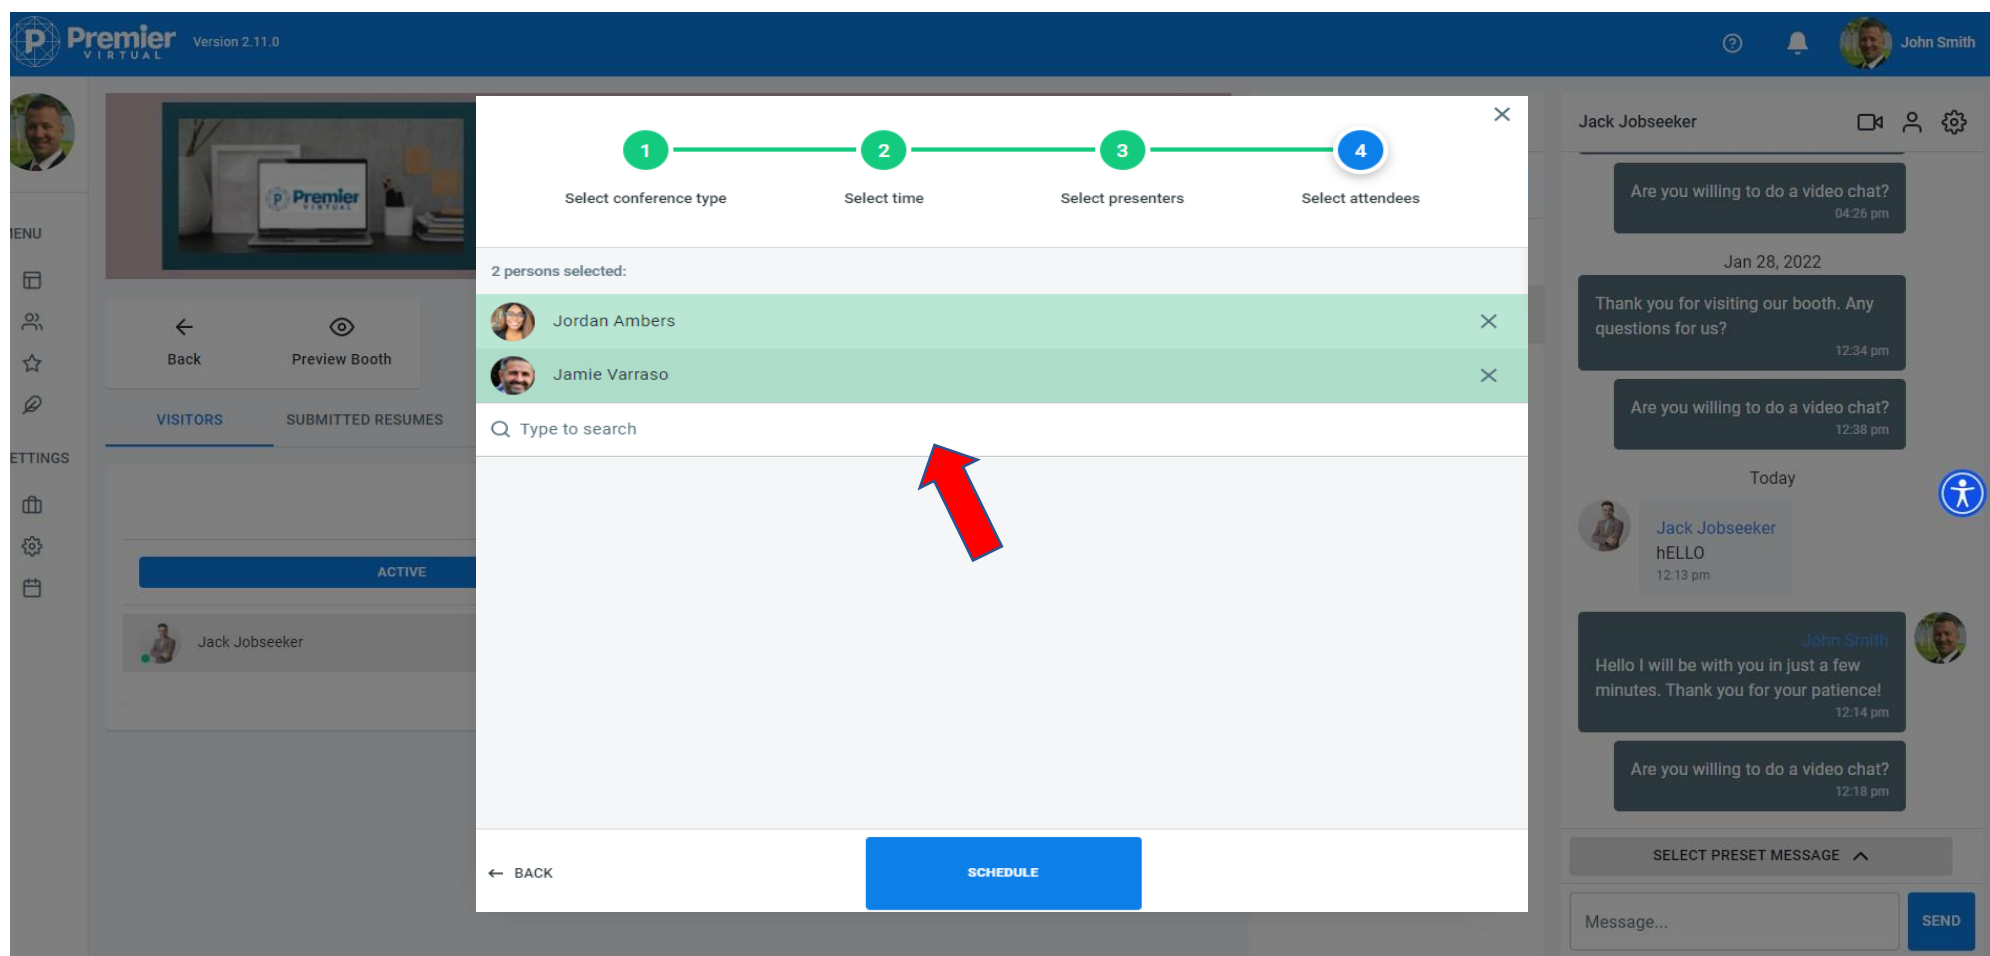 P Premier
VIRTUAL
Version 2.11.0
John Smith
P Premier
VIRTUAL
ENU
Back
Preview Booth
VISITORS
SUBMITTED RESUMES
ETTINGS
ACTIVE
Jack Jobseeker
1
2
3
4
Select conference type
Select time
Select presenters
Select attendees
2 persons selected:
Jordan Ambers
Jamie Varraso
Type to search
BACK
SCHEDULE
Jack Jobseeker
Are you willing to do a video chat?
04:26 pm
Jan 28, 2022
Thank you for visiting our booth. Any
questions for us?
12:34 pm
Are you willing to do a video chat?
12:38 pm
Today
Jack Jobseeker
hELLO
12:13 pm
John Smith
Hello I will be with you in just a few
minutes. Thank you for your patience!
12:14 pm
Are you willing to do a video chat?
12:18 pm
SELECT PRESET MESSAGE
Message...
SEND